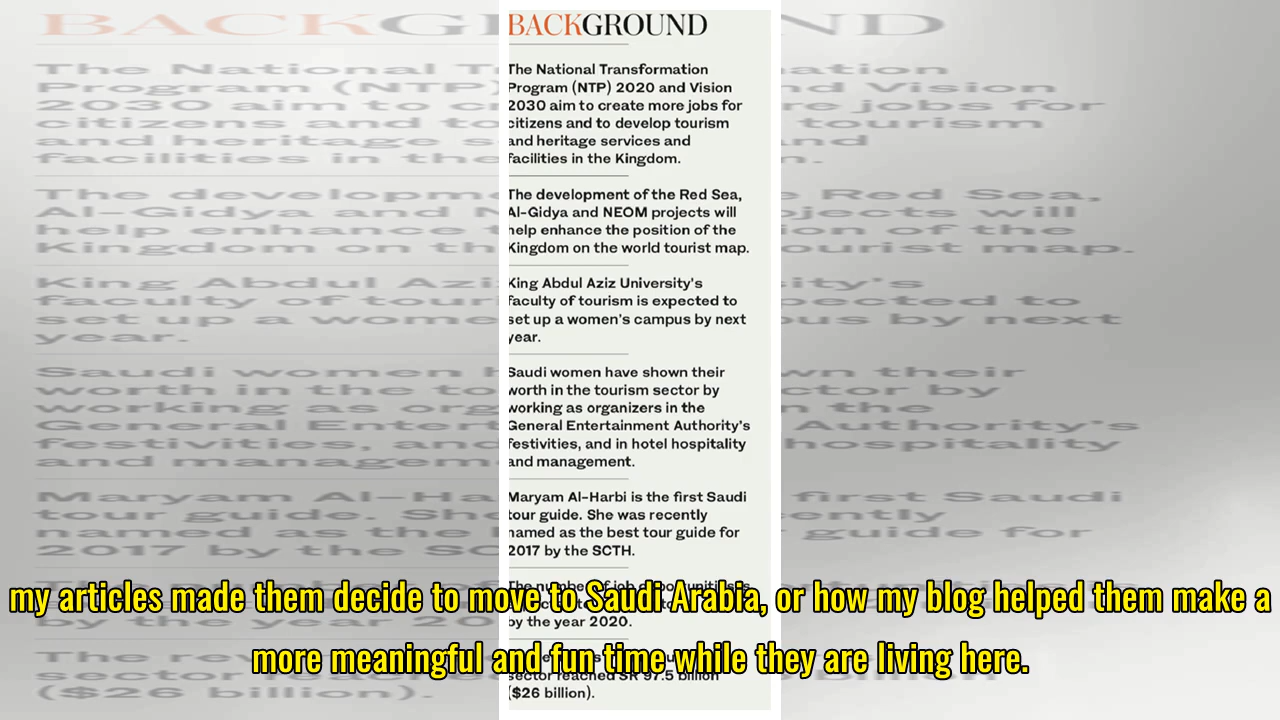 BACKGROUND
The National Transformation
Program (NTP) 2020 and Vision
2030 aim to create more jobs for
citizens and to develop tourism
and heritage services and
facilities in the Kingdom.
The development of the Red Sea,
Al-Gidya and NEOM projects will
help enhance the position of the
Kingdom on the world tourist map.
King Abdul Aziz University's
faculty of tourism is expected to
set up a women's campus by next
year.
Saudi women have shown their
worth in the tourism sector by
working as organizers in the
General Entertainment Authority's
festivities, and in hotel hospitality
and management.
Maryam Al-Harbi is the first Saudi
tour guide. She was recently
named as the best tour guide for
2017 by the SCTH.
The number of job opportunities
by the year 2020.
sector reached SR 97.5 billion
($26 billion).
my articles made them decide to move to Saudi Arabia, or how my blog helped them make a
more meaningful and fun time while they are living here.